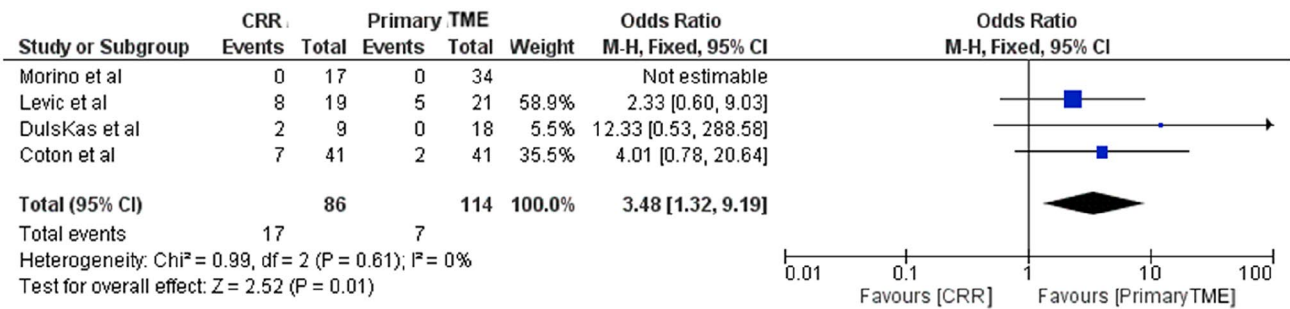 CRR Primary TME Odds Ratio Odds Ratio
Study or Subgroup Events Total Events Total Weight M-H, Fixed, 95% CI M-H, Fixed, 95% CI
Morino et al 0 17 0 34 Not estimable
Levic et al 8 19 5 21 58.9% 2.33 [0.60, 9.03]
DulsKas et al 2 9 0 18 5.5% 12.33 [0.53, 288.58]
Coton et al 7 41 2 41 35.5% 4.01 [0.78, 20.64]
Total (95% CI) 86 114 100.0% 3.48 [1.32, 9.19]
Total events 17 7
Heterogeneity: Chi² = 0.99, df = 2 (P = 0.61); I² = 0%
Test for overall effect: Z = 2.52 (P = 0.01)
0.01 0.1 1 10 100
Favours [CRR] Favours [PrimaryTME]